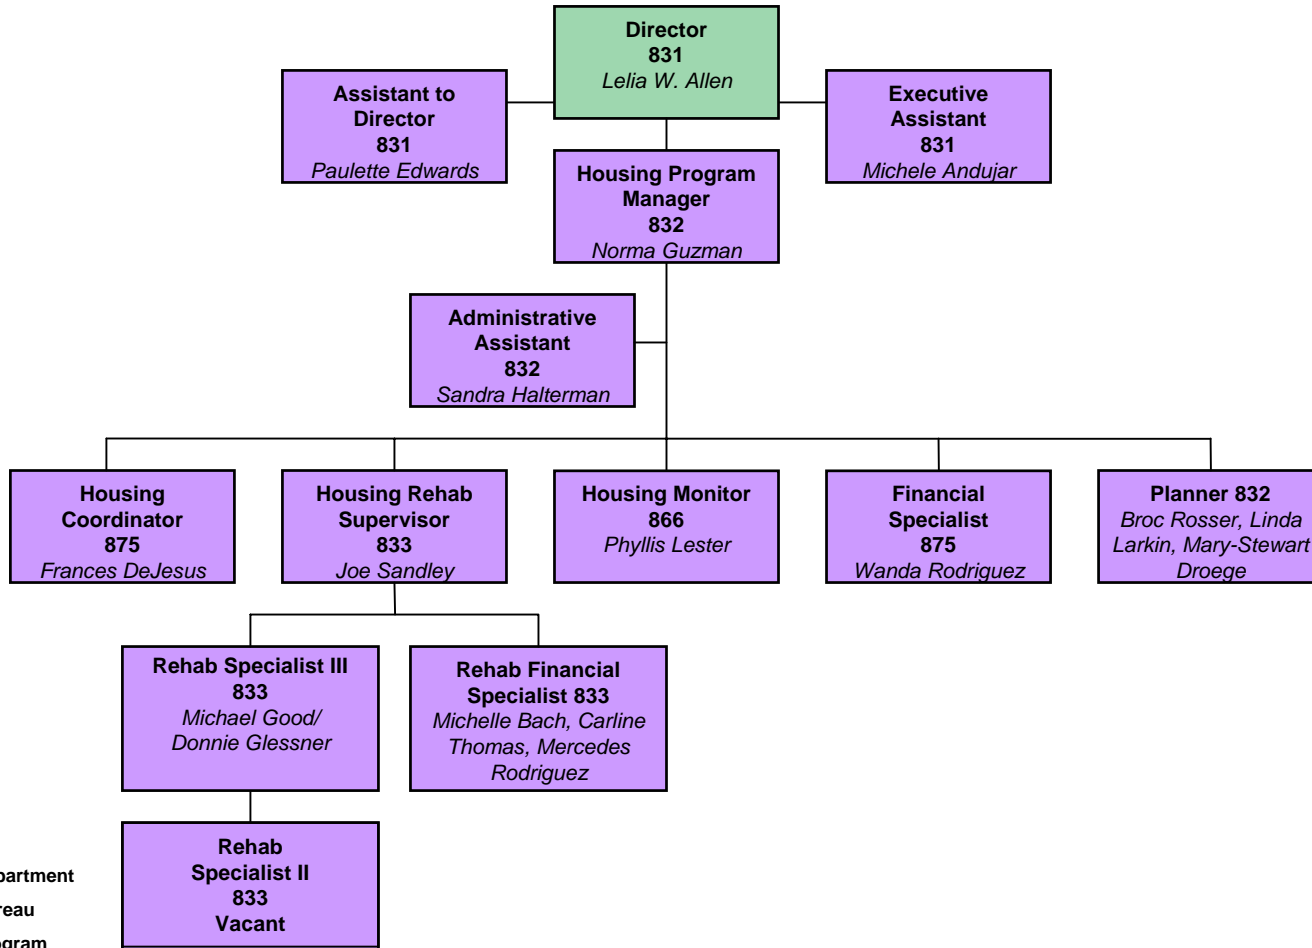 Director
831
Lelia W. Allen
Assistant to
Director
831
Paulette Edwards
Executive
Assistant
831
Michele Andujar
Housing Program
Manager
832
Norma Guzman
Administrative
Assistant
832
Sandra Halterman
Housing
Coordinator
875
Frances DeJesus
Housing Rehab
Supervisor
833
Joe Sandley
Housing Monitor
866
Phyllis Lester
Financial
Specialist
875
Wanda Rodriguez
Planner 832
Broc Rosser, Linda
Larkin, Mary-Stewart
Droege
Rehab Specialist III
833
Michael Good/
Donnie Glessner
Rehab Financial
Specialist 833
Michelle Bach, Carline
Thomas, Mercedes
Rodriguez
Rehab
Specialist II
833
Vacant
partment
reau
ogram